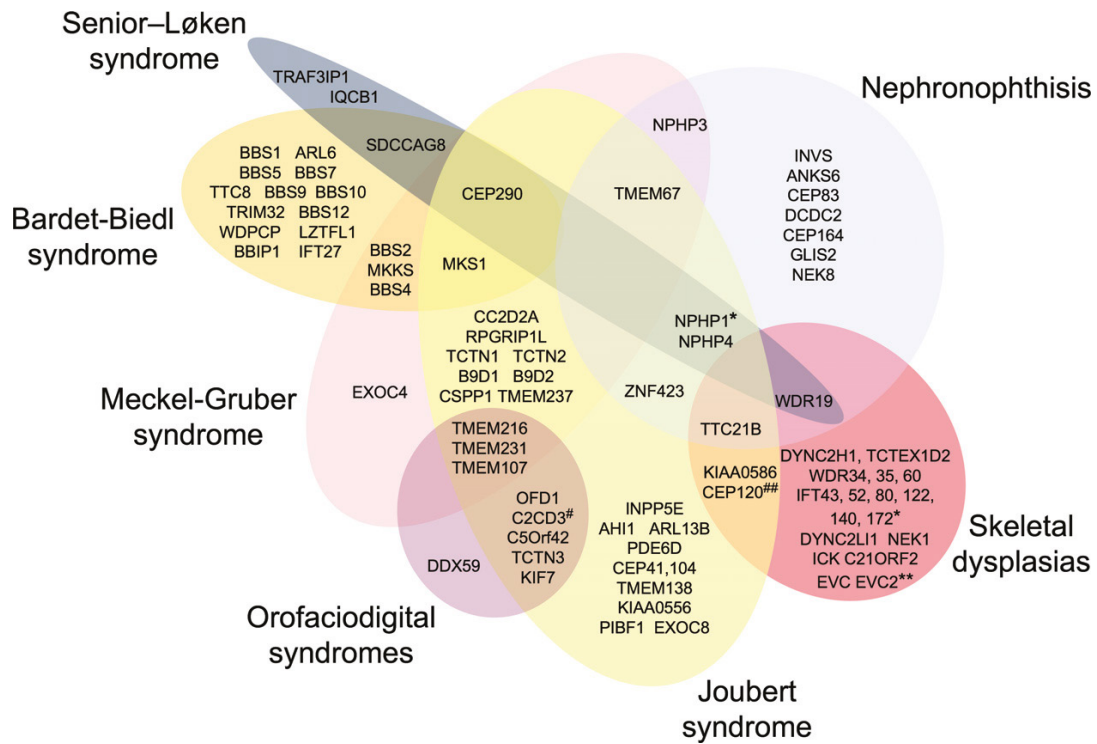 Senior–Løken
syndrome
TRAF3IP1
IQCB1
SDCCAG8
Nephronophthisis
NPHP3
INVS
ANKS6
CEP83
DCDC2
CEP164
GLIS2
NEK8
TMEM67
CEP290
Bardet-Biedl
syndrome
BBS1 ARL6
BBS5 BBS7
TTC8 BBS9 BBS10
TRIM32 BBS12
WDPCP LZTFL1
BBIP1 IFT27
BBS2
MKKS
BBS4
MKS1
CC2D2A
RPGRIP1L
TCTN1 TCTN2
B9D1 B9D2
CSPP1 TMEM237
NPHP1*
NPHP4
ZNF423
WDR19
TTC21B
Meckel-Gruber
syndrome
EXOC4
TMEM216
TMEM231
TMEM107
OFD1
C2CD3#
C5Orf42
TCTN3
KIF7
DDX59
Orofaciodigital
syndromes
KIAA0586
CEP120##
INPP5E
AHI1 ARL13B
PDE6D
CEP41,104
TMEM138
KIAA0556
PIBF1 EXOC8
Joubert
syndrome
DYNC2H1, TCTEX1D2
WDR34, 35, 60
IFT43, 52, 80, 122,
140, 172*
DYNC2LI1 NEK1
ICK C21ORF2
EVC EVC2**
Skeletal
dysplasias